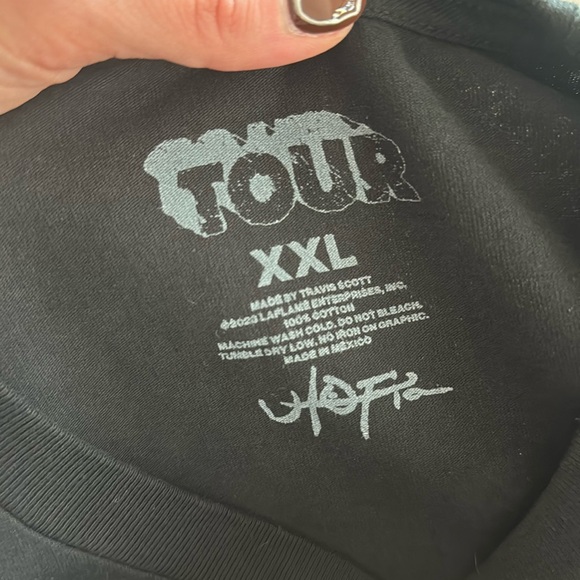 TOUR
XXL
MADE BY TRAVIS SCOTT
©2023 LAFLAME ENTERPRISES, INC.
100% COTTON
MACHINE WASH COLD. DO NOT BLEACH.
TUMBLE DRY LOW. NO IRON ON GRAPHIC.
MADE IN MÉXICO